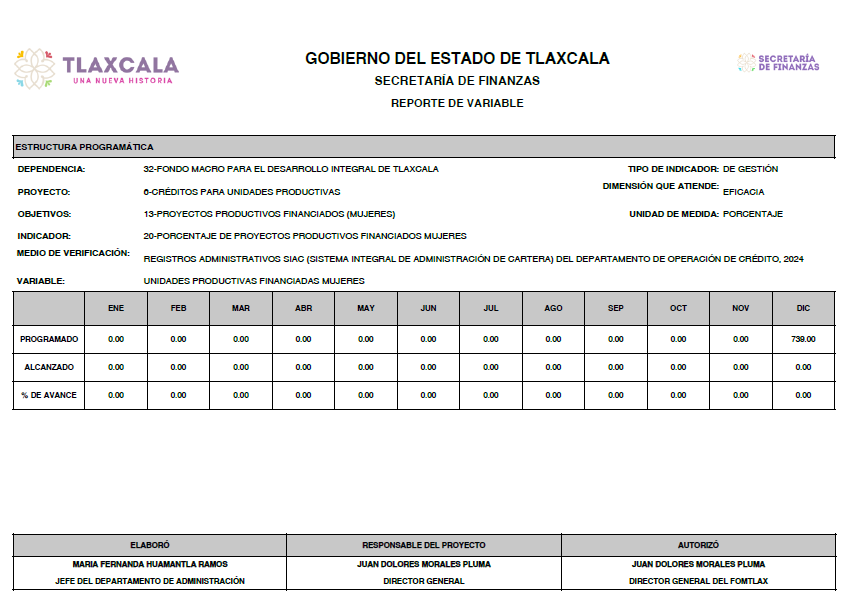 TLAXCALA
UNA NUEVA HISTORIA
GOBIERNO DEL ESTADO DE TLAXCALA
SECRETARÍA DE FINANZAS
REPORTE DE VARIABLE
SECRETARÍA
DE FINANZAS
ESTRUCTURA PROGRAMÁTICA
DEPENDENCIA: 32-FONDO MACRO PARA EL DESARROLLO INTEGRAL DE TLAXCALA TIPO DE INDICADOR: DE GESTIÓN
PROYECTO: 6-CRÉDITOS PARA UNIDADES PRODUCTIVAS DIMENSIÓN QUE ATIENDE: EFICACIA
OBJETIVOS: 13-PROYECTOS PRODUCTIVOS FINANCIADOS (MUJERES) UNIDAD DE MEDIDA: PORCENTAJE
INDICADOR: 20-PORCENTAJE DE PROYECTOS PRODUCTIVOS FINANCIADOS MUJERES
MEDIO DE VERIFICACIÓN: REGISTROS ADMINISTRATIVOS SIAC (SISTEMA INTEGRAL DE ADMINISTRACIÓN DE CARTERA) DEL DEPARTAMENTO DE OPERACIÓN DE CRÉDITO, 2024
VARIABLE: UNIDADES PRODUCTIVAS FINANCIADAS MUJERES
ENE FEB MAR ABR MAY JUN JUL AGO SEP OCT NOV DIC
PROGRAMADO 0.00 0.00 0.00 0.00 0.00 0.00 0.00 0.00 0.00 0.00 0.00 739.00
ALCANZADO 0.00 0.00 0.00 0.00 0.00 0.00 0.00 0.00 0.00 0.00 0.00 0.00
% DE AVANCE 0.00 0.00 0.00 0.00 0.00 0.00 0.00 0.00 0.00 0.00 0.00 0.00
ELABORÓ RESPONSABLE DEL PROYECTO AUTORIZÓ
MARIA FERNANDA HUAMANTLA RAMOS JUAN DOLORES MORALES PLUMA JUAN DOLORES MORALES PLUMA
JEFE DEL DEPARTAMENTO DE ADMINISTRACIÓN DIRECTOR GENERAL DIRECTOR GENERAL DEL FOMTLAX